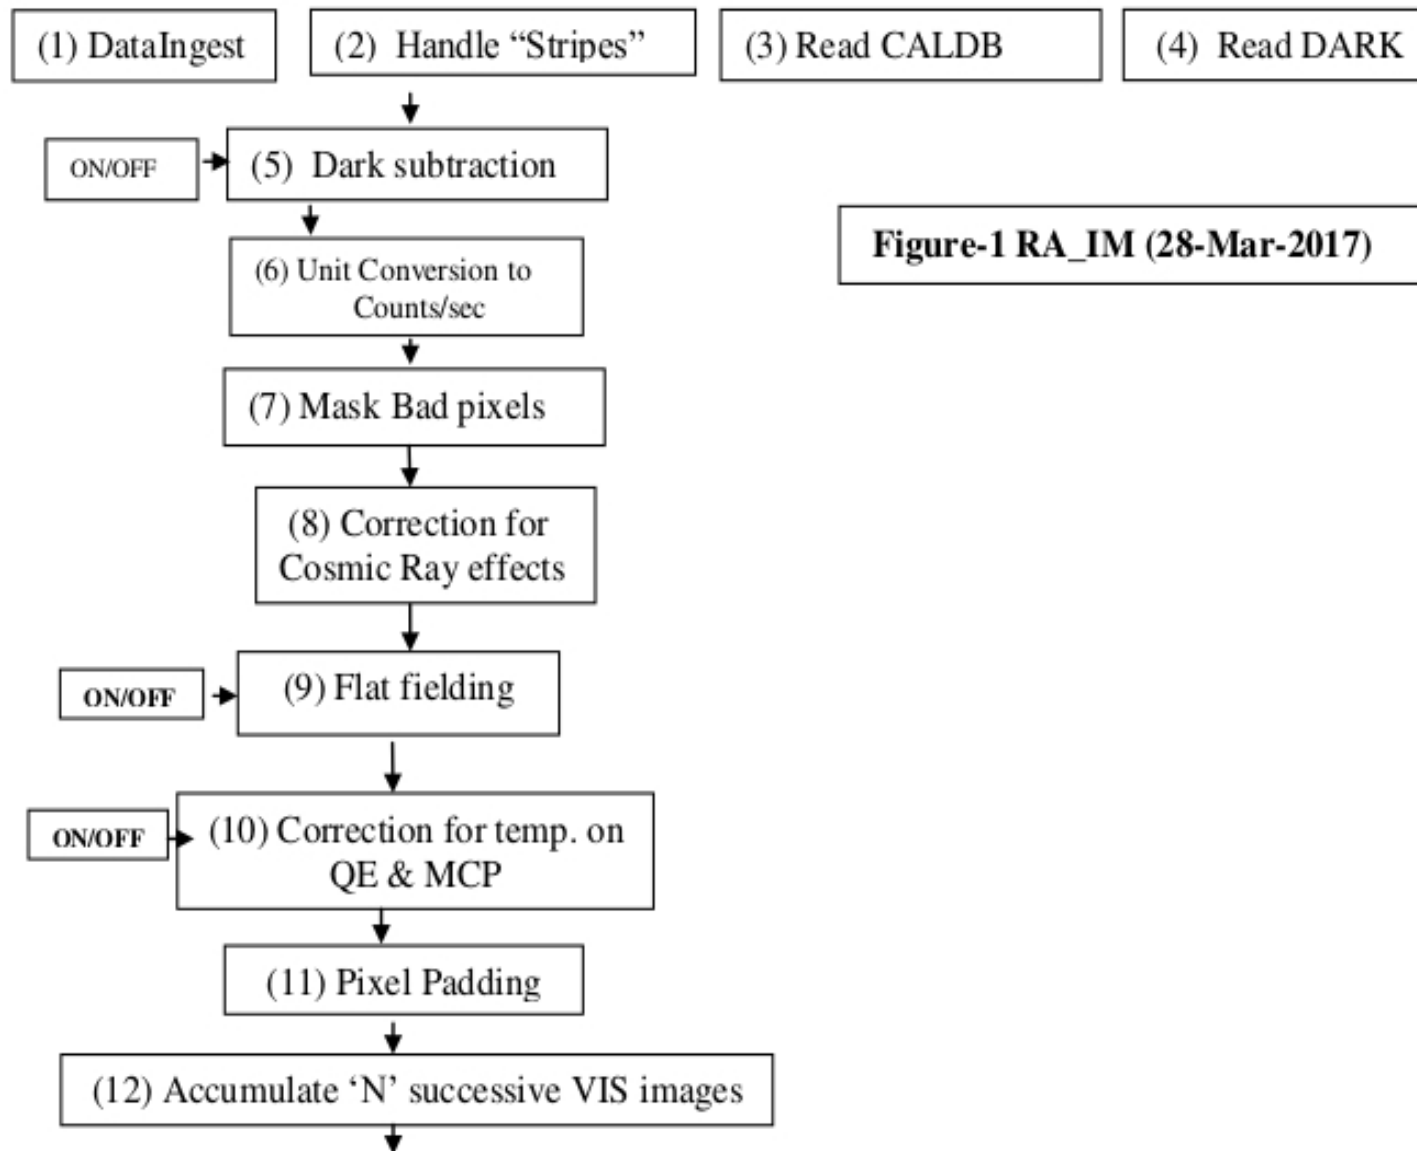 (1) DataIngest
(2) Handle “Stripes”
(3) Read CALDB
(4) Read DARK
ON/OFF
(5) Dark subtraction
Figure-1 RA_IM (28-Mar-2017)
(6) Unit Conversion to
Counts/sec
(7) Mask Bad pixels
(8) Correction for
Cosmic Ray effects
ON/OFF
(9) Flat fielding
ON/OFF
(10) Correction for temp. on
QE & MCP
(11) Pixel Padding
(12) Accumulate ‘N’ successive VIS images